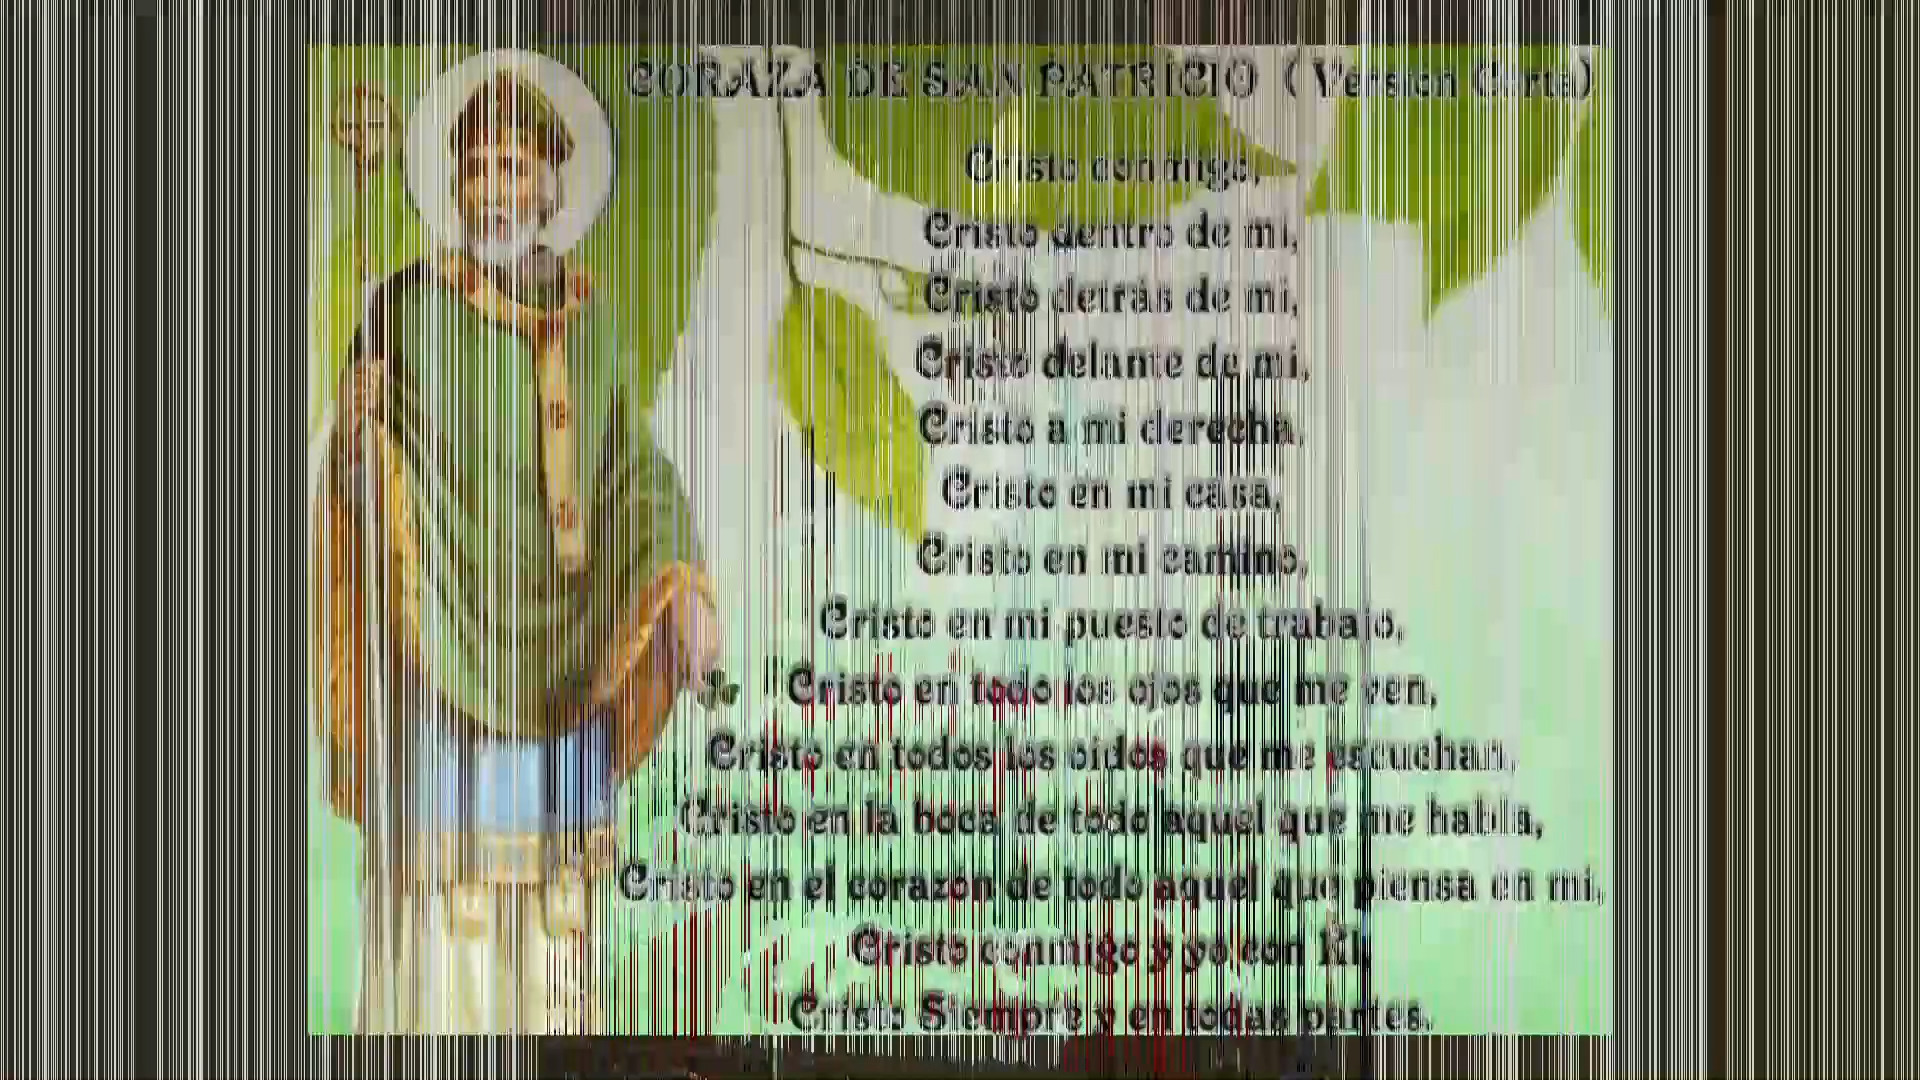 CORAZA DE SAN PATRICIO ( Versión Corta)
Cristo conmigo,
Cristo dentro de mi,
Cristo detrás de mi,
Cristo delante de mi,
Cristo a mi derecha,
Cristo en mi casa,
Cristo en mi camino,
Cristo en mi puesto de trabajo,
Cristo en todo los ojos que me ven,
Cristo en todos los oidos que me escuchan,
Cristo en la boca de todo aquel que me habla,
Cristo en el corazón de todo aquel que piensa en mi,
Cristo conmigo y yo con Él,
Cristo Siempre y en todas partes.